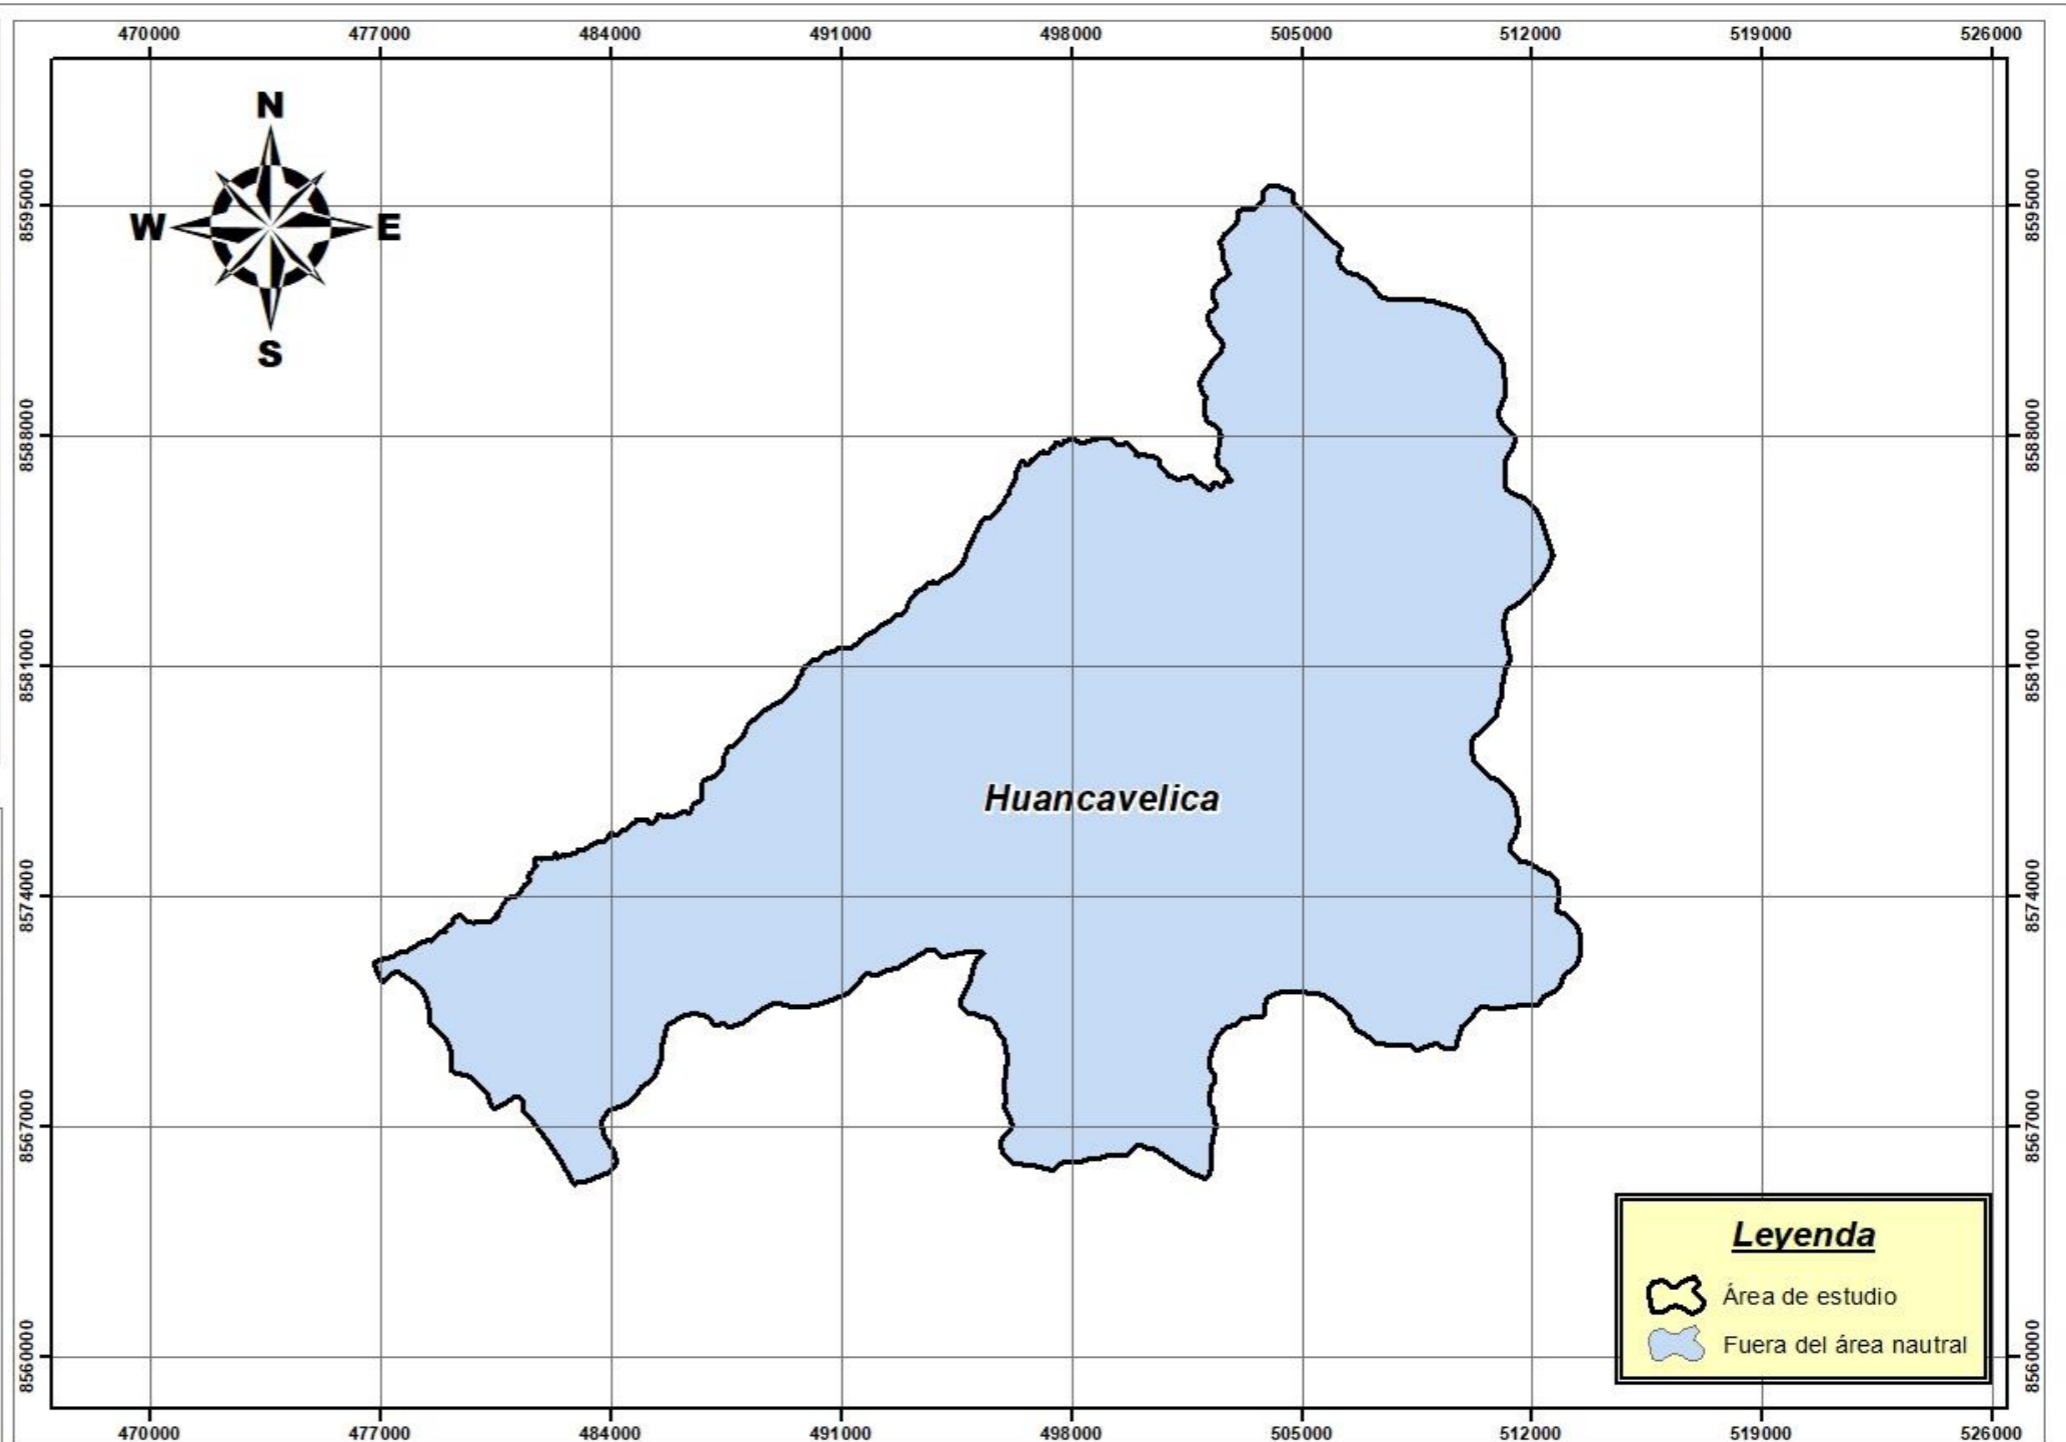 470000 477000 484000 491000 498000 505000 512000 519000 526000
N
W E
S
8595000 8595000
8588000 8588000
8581000 8581000
Huancavelica
8574000 8574000
8567000 8567000
Leyenda
Área de estudio
Fuera del área nautral
8560000 8560000
470000 477000 484000 491000 498000 505000 512000 519000 526000